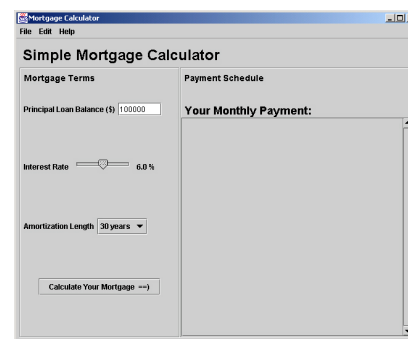 Mortgage Calculator
File Edit Help
Simple Mortgage Calculator
Mortgage Terms
Payment Schedule
Principal Loan Balance ($) 100000
Your Monthly Payment:
Interest Rate 6.0 %
Amortization Length 30 years
Calculate Your Mortgage ==)